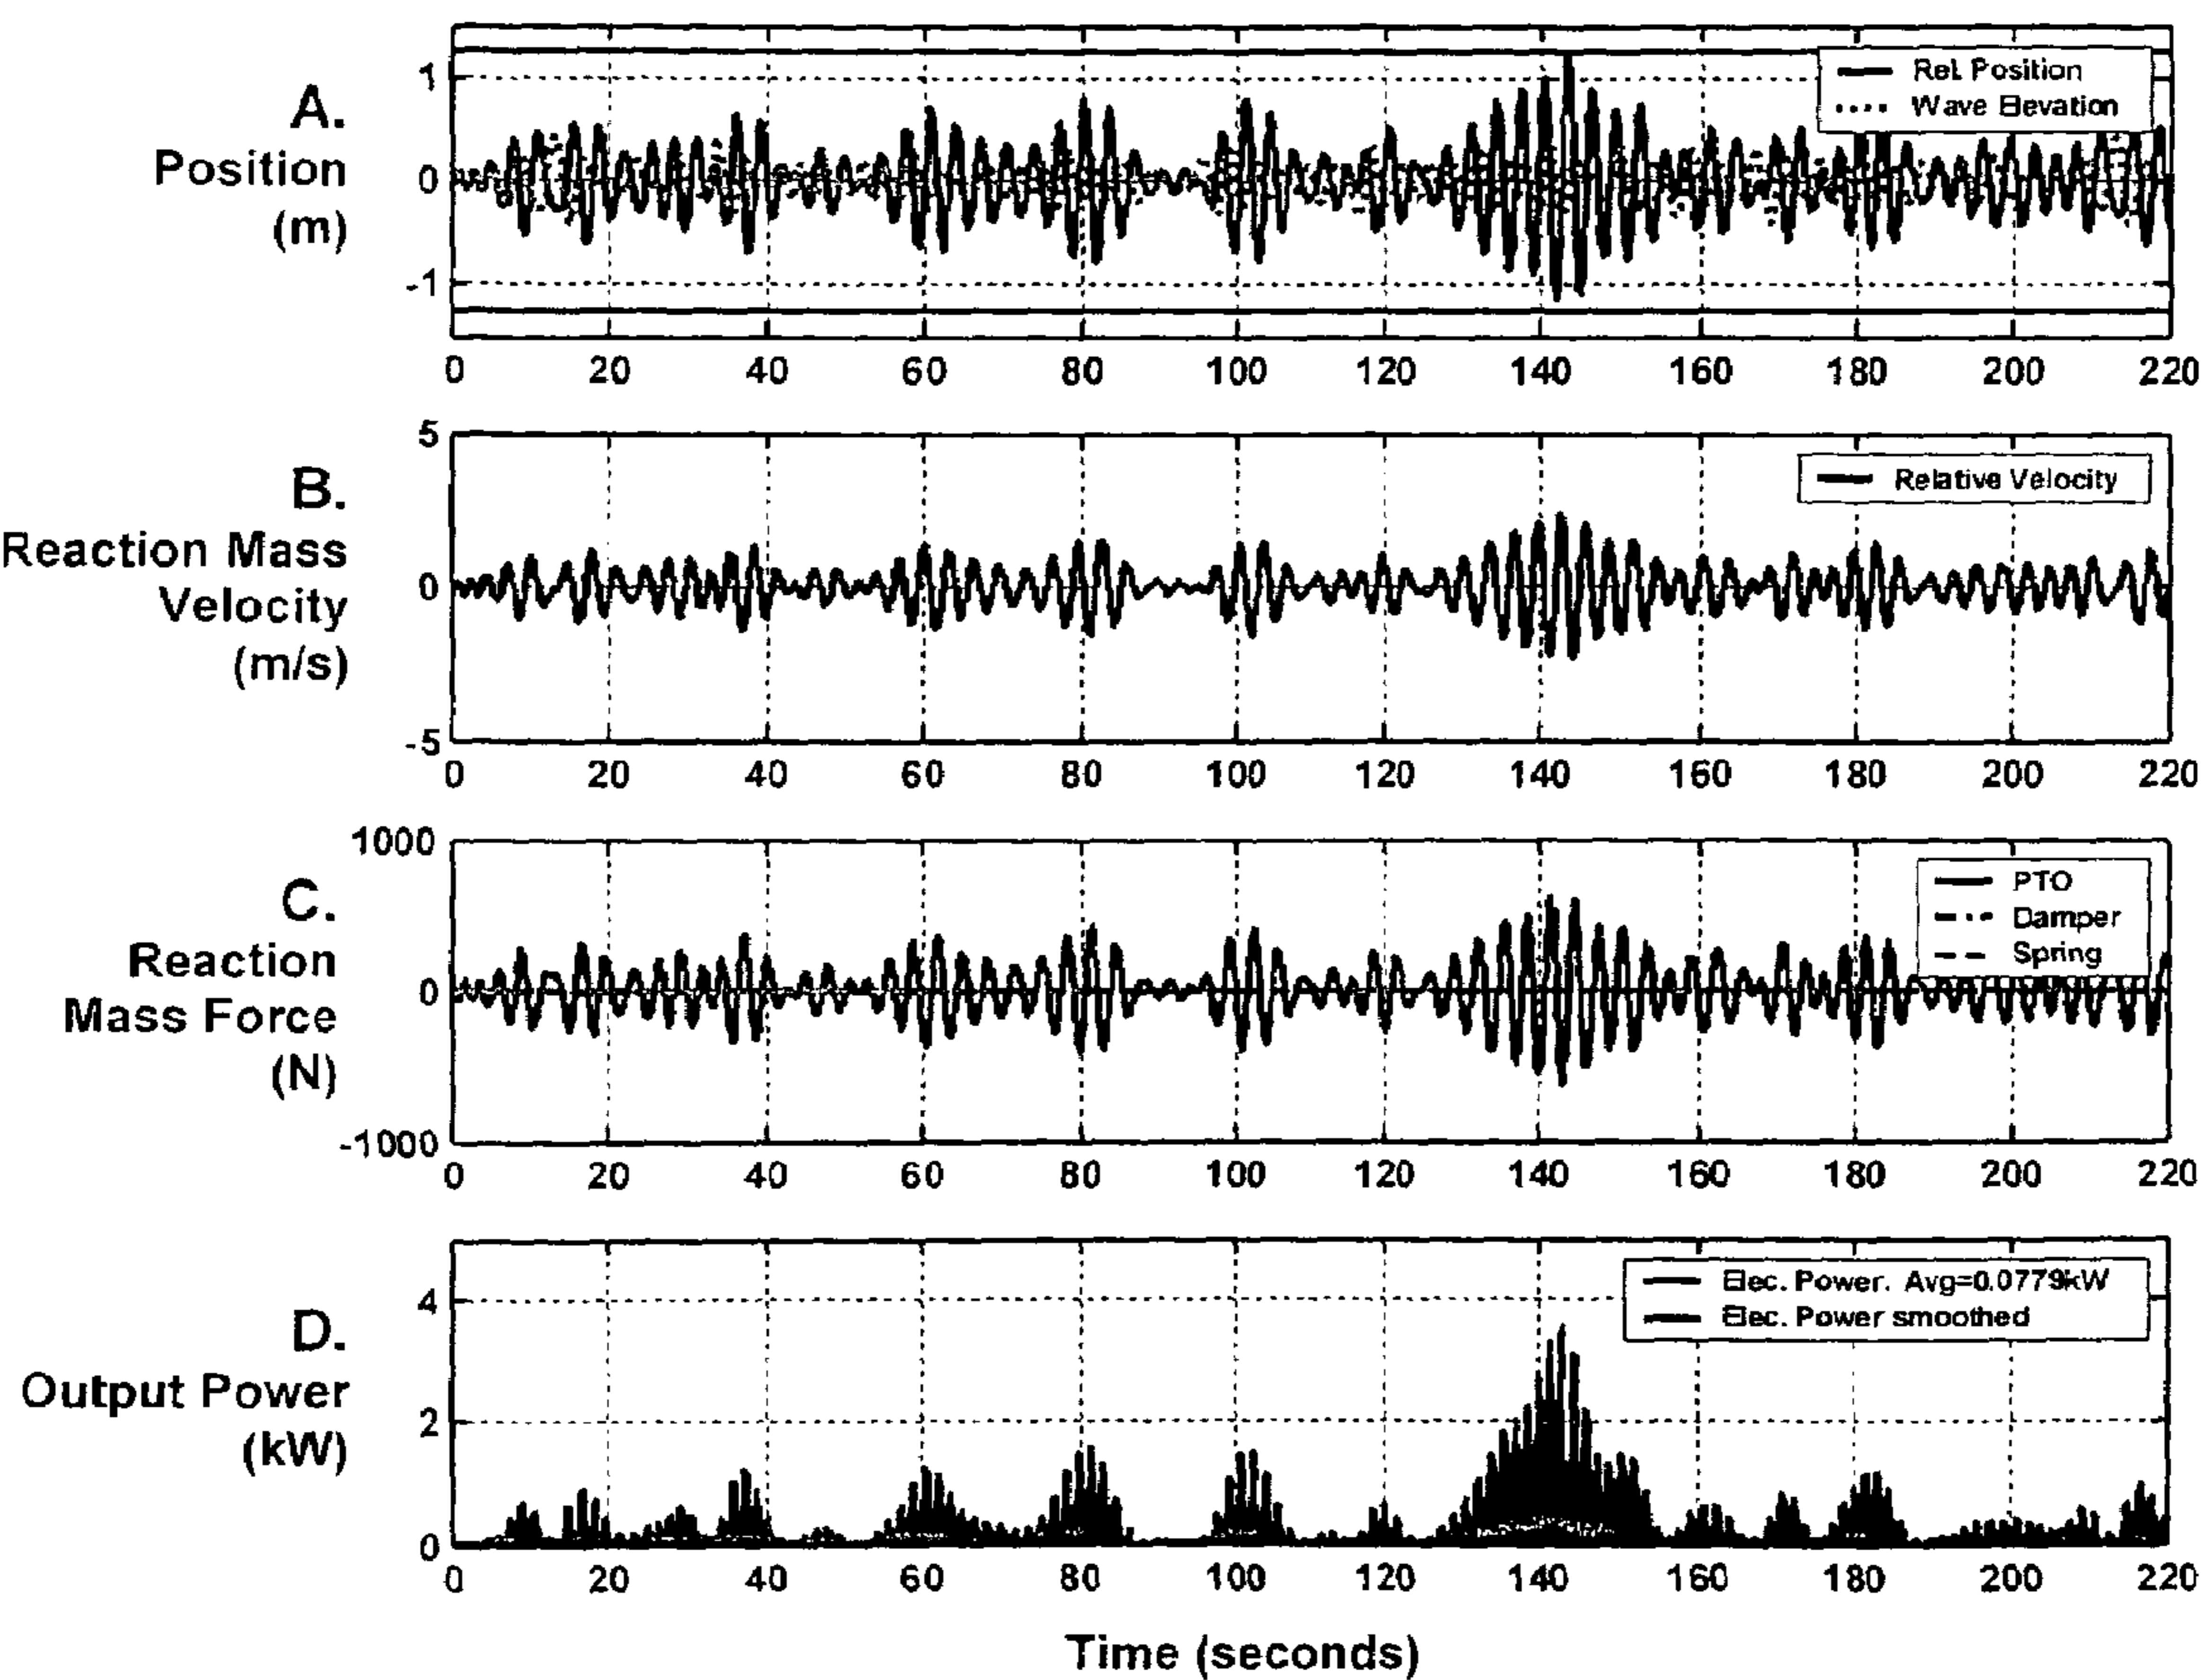 A.
Position
(m)
1
0
-1
Rel. Position
Wave Elevation
0 20 40 60 80 100 120 140 160 180 200 220
B.
Reaction Mass
Velocity
(m/s)
5
0
-5
Relative Velocity
0 20 40 60 80 100 120 140 160 180 200 220
C.
Reaction
Mass Force
(N)
1000
0
-1000
PTO
Damper
Spring
0 20 40 60 80 100 120 140 160 180 200 220
D.
Output Power
(kW)
4
2
0
Elec. Power. Avg=0.0779kW
Elec. Power smoothed
0 20 40 60 80 100 120 140 160 180 200 220
Time (seconds)